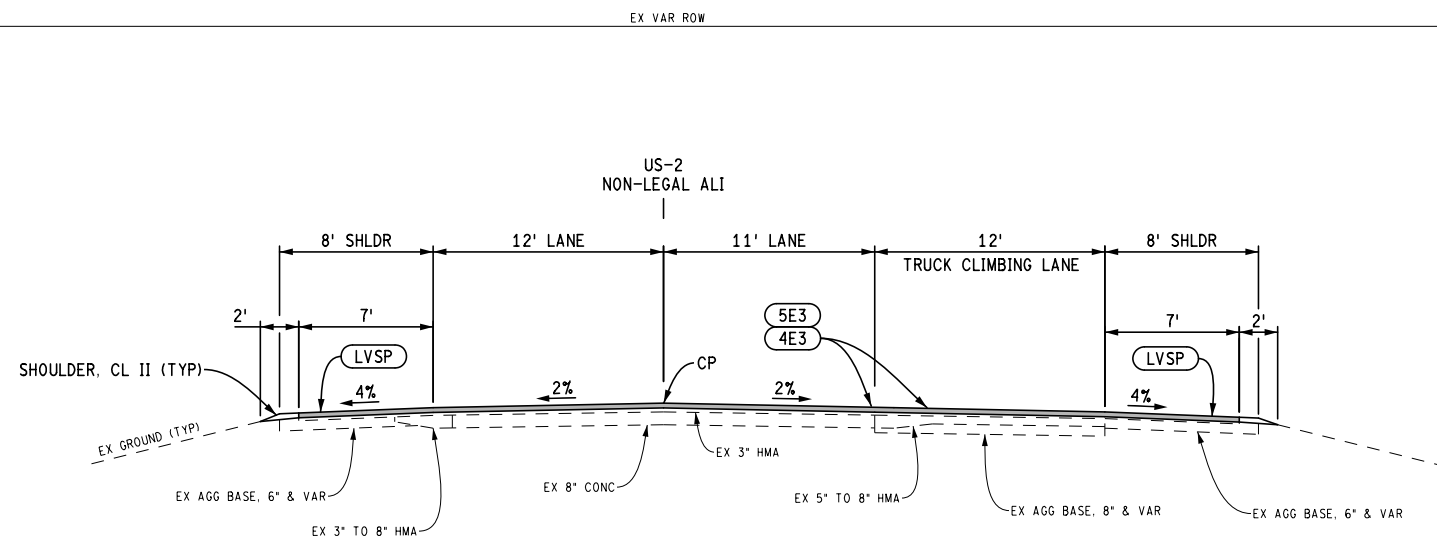 EX VAR ROW
US-2
NON-LEGAL ALI
8' SHLDR
12' LANE
11' LANE
12'
TRUCK CLIMBING LANE
8' SHLDR
2'
7'
5E3
4E3
7'
2'
SHOULDER, CL II (TYP)
LVSP
CP
LVSP
4%
2%
2%
4%
EX GROUND (TYP)
EX 3" HMA
EX AGG BASE, 6" & VAR
EX 8" CONC
EX 5" TO 8" HMA
EX AGG BASE, 8" & VAR
EX AGG BASE, 6" & VAR
EX 3" TO 8" HMA